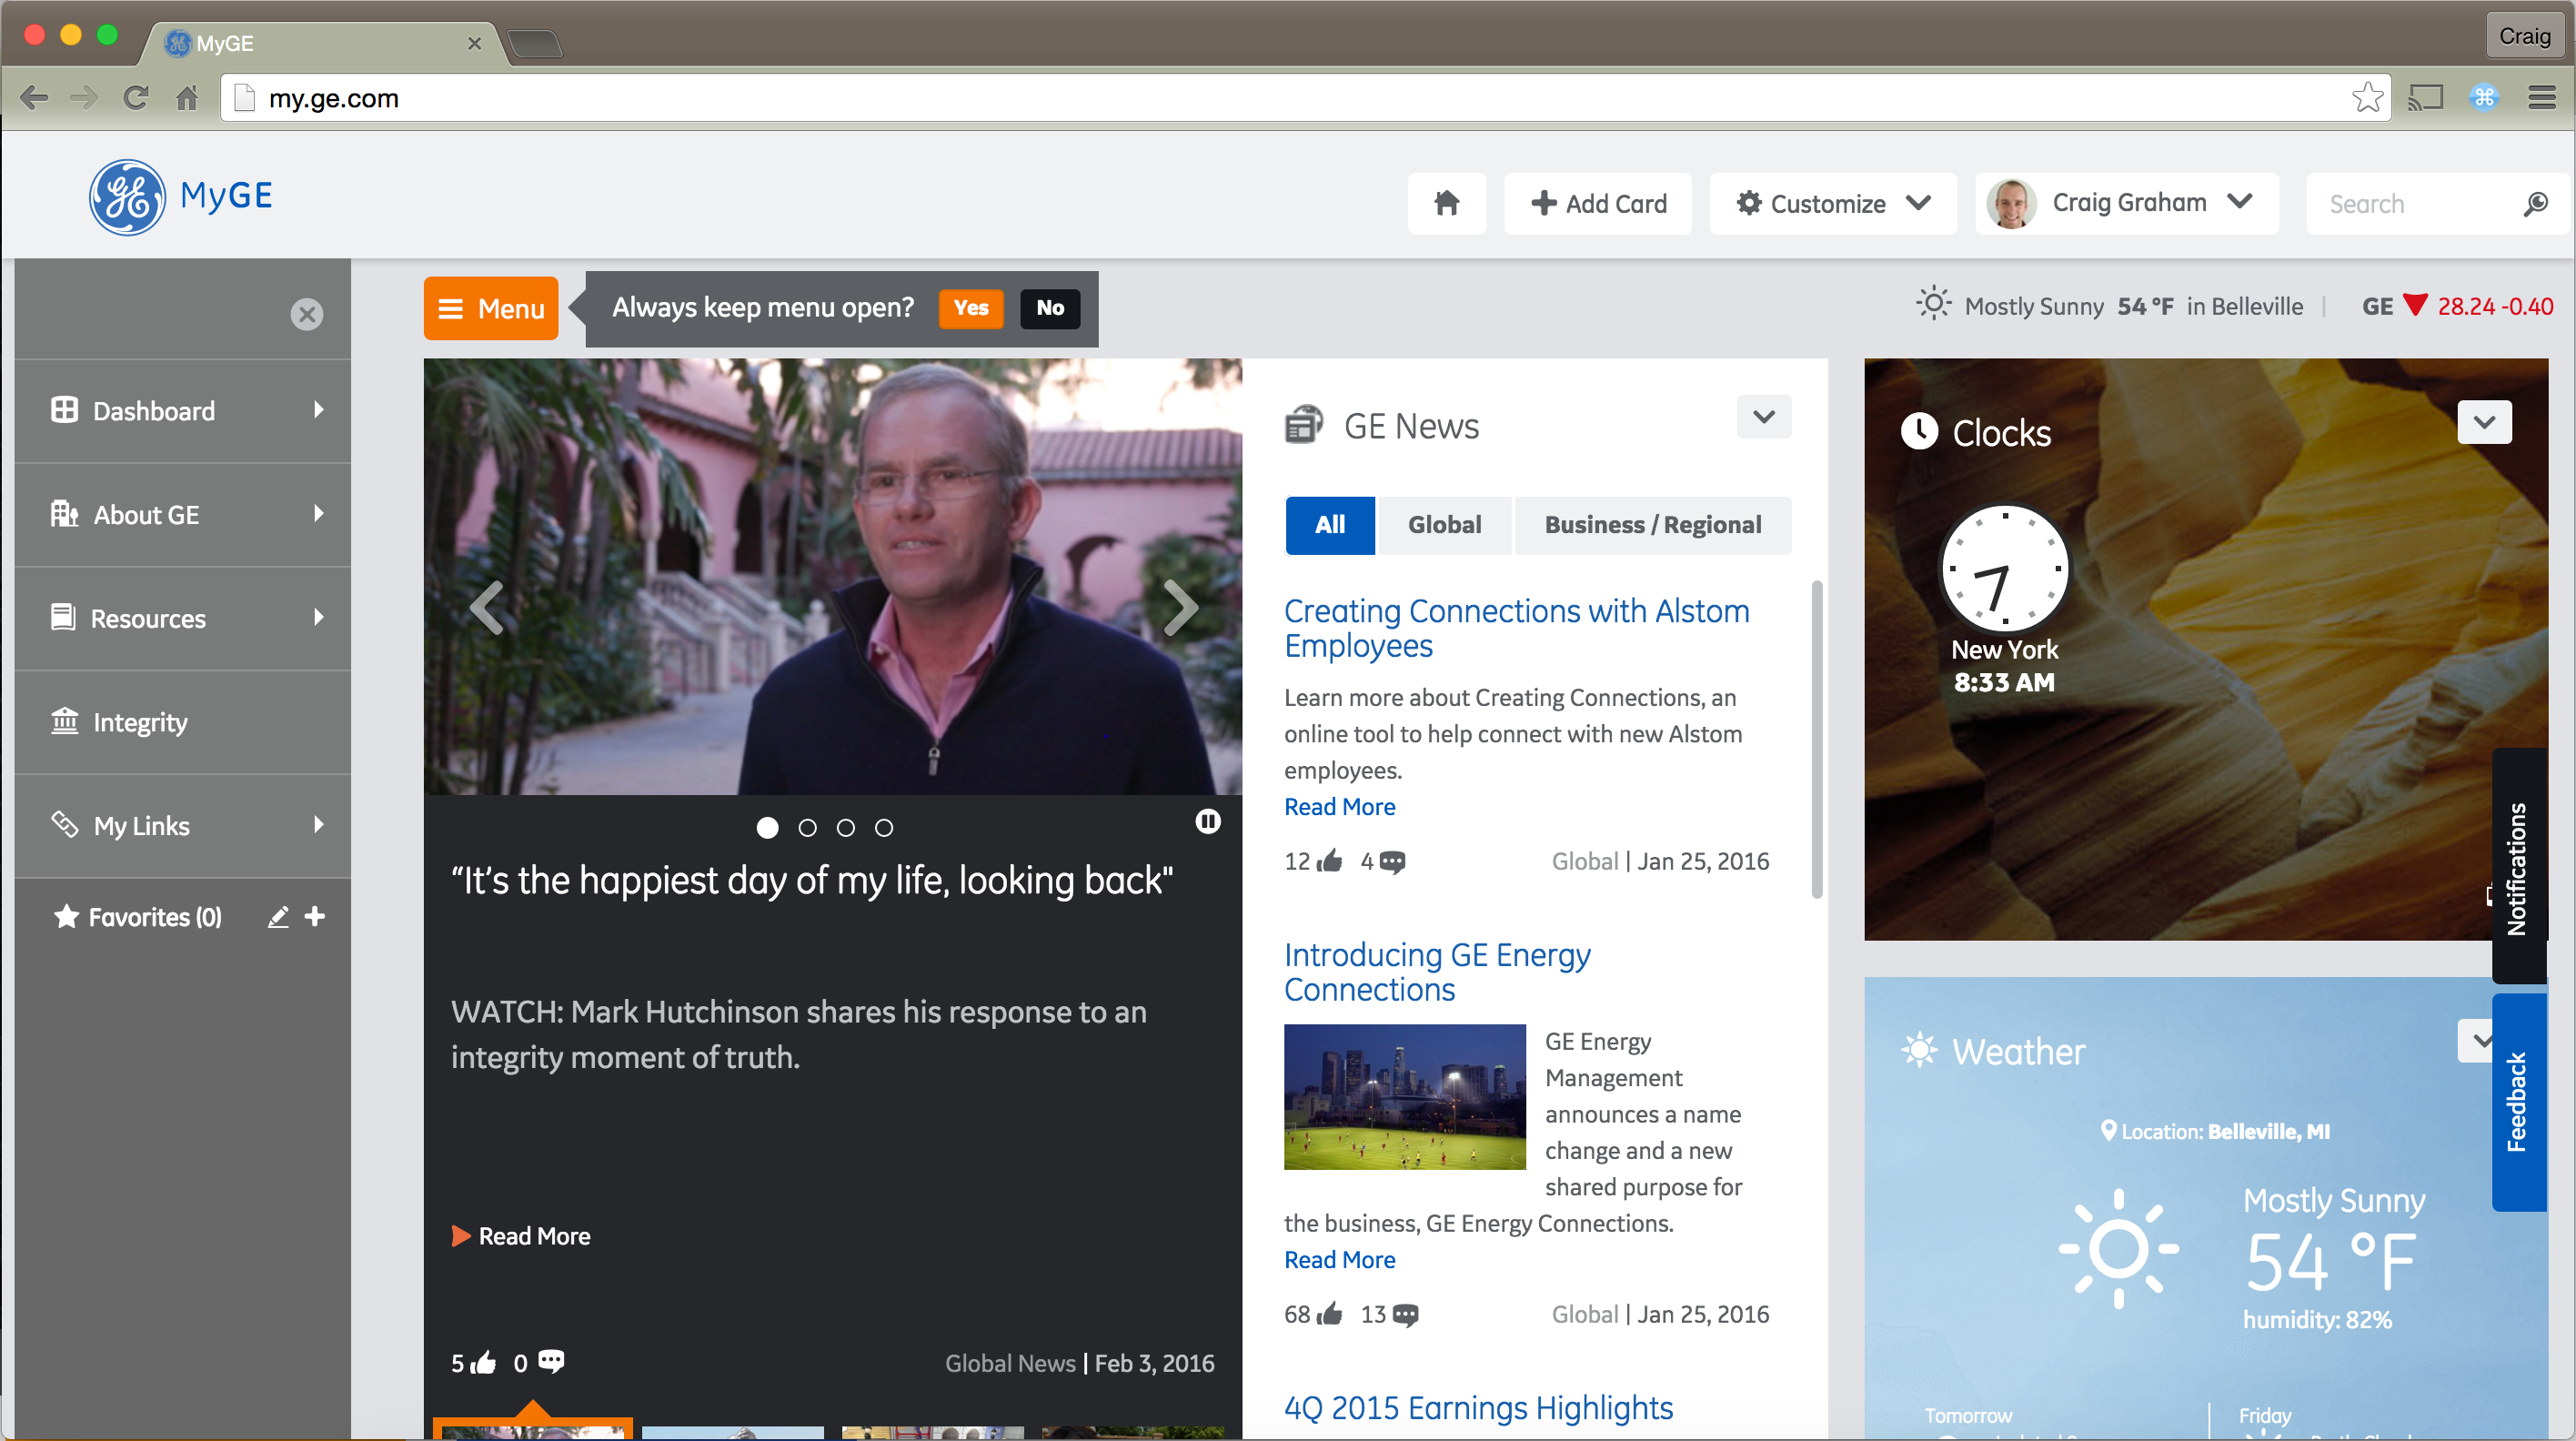 MyGE
Craig
my.ge.com
GE MyGE
Add Card
Customize
Craig Graham
Search
Menu
Always keep menu open? Yes No
Mostly Sunny 54 °F in Belleville |
GE 28.24 -0.40
Dashboard
About GE
Resources
Integrity
My Links
Favorites (0)
“It’s the happiest day of my life, looking back"
WATCH: Mark Hutchinson shares his response to an
integrity moment of truth.
Read More
5 0 Global News | Feb 3, 2016
GE News
All Global Business / Regional
Creating Connections with Alstom
Employees
Learn more about Creating Connections, an
online tool to help connect with new Alstom
employees.
Read More
12 4 Global | Jan 25, 2016
Introducing GE Energy
Connections
GE Energy
Management
announces a name
change and a new
shared purpose for
the business, GE Energy Connections.
Read More
68 13 Global | Jan 25, 2016
4Q 2015 Earnings Highlights
Clocks
New York
8:33 AM
Notifications
Feedback
Weather
Location: Belleville, MI
Mostly Sunny
54 °F
humidity: 82%
Tomorrow
Friday